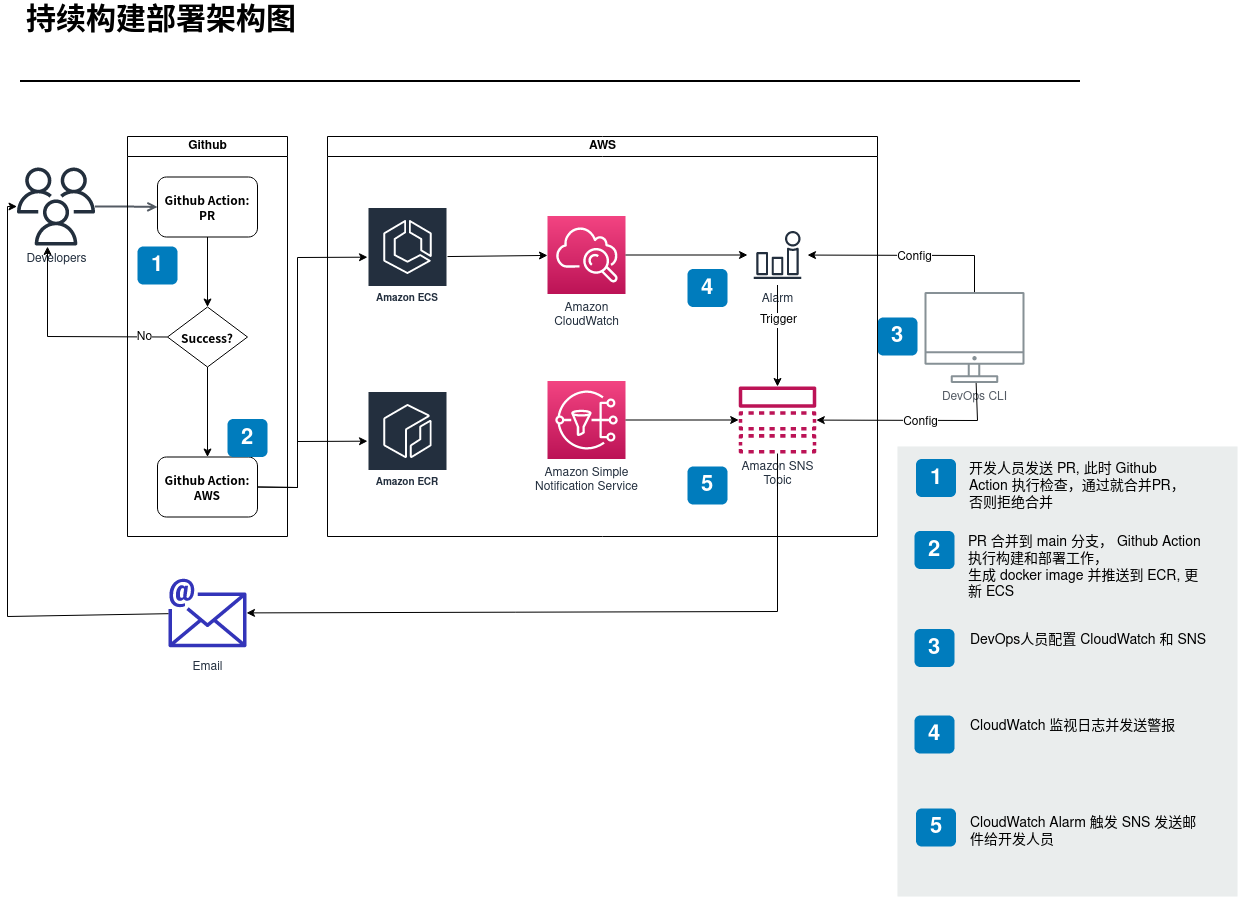 持续构建部署架构图
Github
AWS
Github Action:
PR
Developers
1
Success?
No
2
Github Action:
AWS
Amazon ECS
Amazon
CloudWatch
4
Alarm
Trigger
Config
3
DevOps CLI
Config
Amazon ECR
Amazon Simple
Notification Service
5
Amazon SNS
Topic
Email
1
开发人员发送 PR, 此时 Github
Action 执行检查，通过就合并PR，
否则拒绝合并
2
PR 合并到 main 分支， Github Action
执行构建和部署工作，
生成 docker image 并推送到 ECR, 更
新 ECS
3
DevOps人员配置 CloudWatch 和 SNS
4
CloudWatch 监视日志并发送警报
5
CloudWatch Alarm 触发 SNS 发送邮
件给开发人员